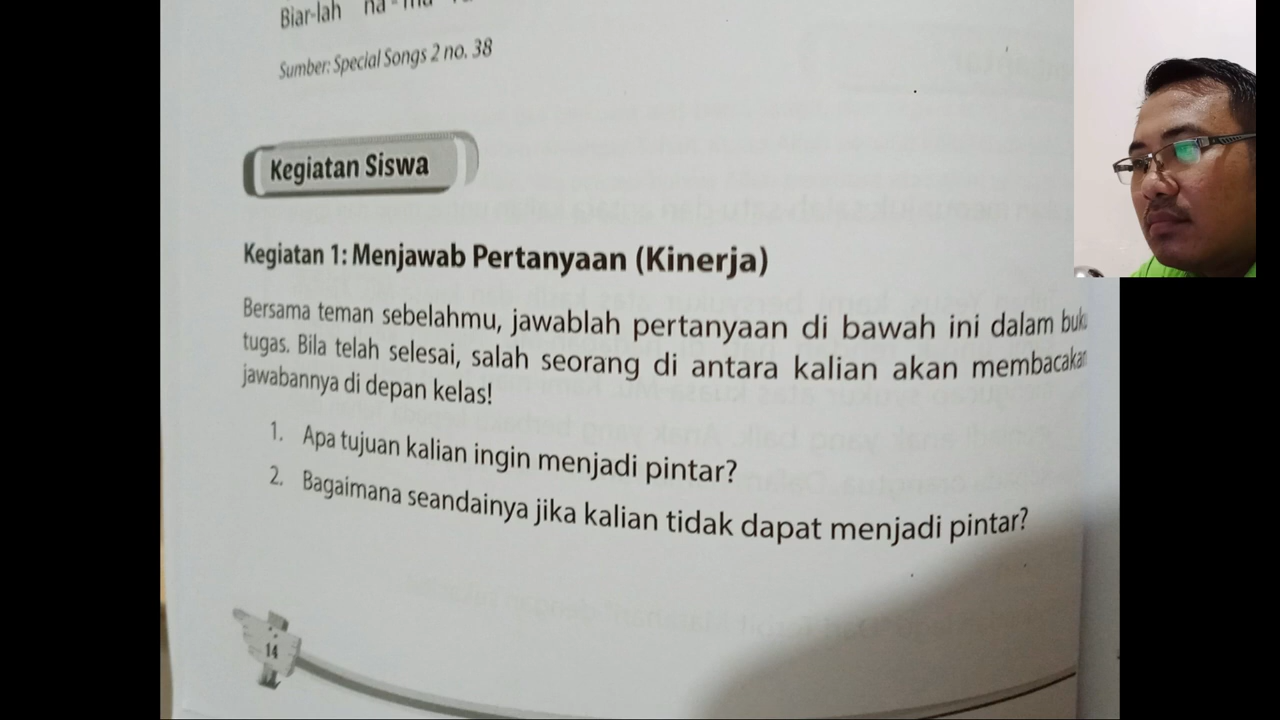 Biar-lah na - mu
Sumber: Special Songs 2 no. 38
Kegiatan Siswa
Kegiatan 1: Menjawab Pertanyaan (Kinerja)
Bersama teman sebelahmu, jawablah pertanyaan di bawah ini dalam buku
tugas. Bila telah selesai, salah seorang di antara kalian akan membacakan
jawabannya di depan kelas!
1. Apa tujuan kalian ingin menjadi pintar?
2. Bagaimana seandainya jika kalian tidak dapat menjadi pintar?
14